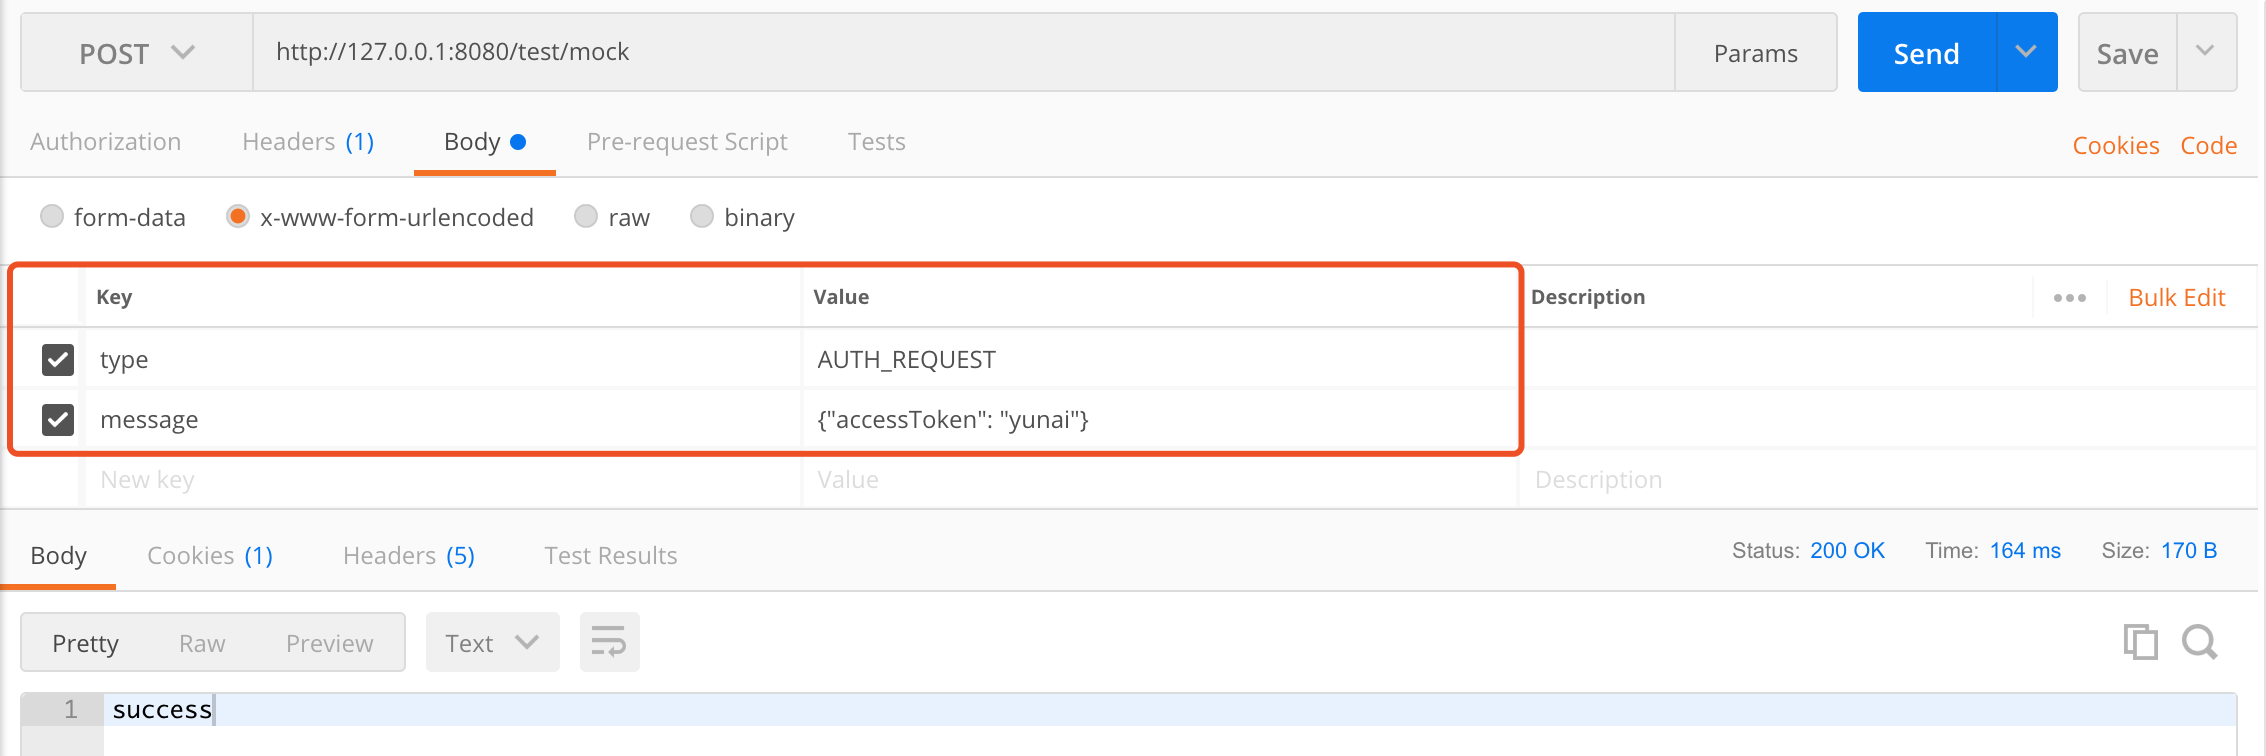 POST http://127.0.0.1:8080/test/mock Params Send Save
Authorization Headers (1) Body Pre-request Script Tests Cookies Code
form-data x-www-form-urlencoded raw binary
Key Value Description Bulk Edit
type AUTH_REQUEST
message {"accessToken": "yunai"}
New key Value Description
Body Cookies (1) Headers (5) Test Results Status: 200 OK Time: 164 ms Size: 170 B
Pretty Raw Preview Text
1 success